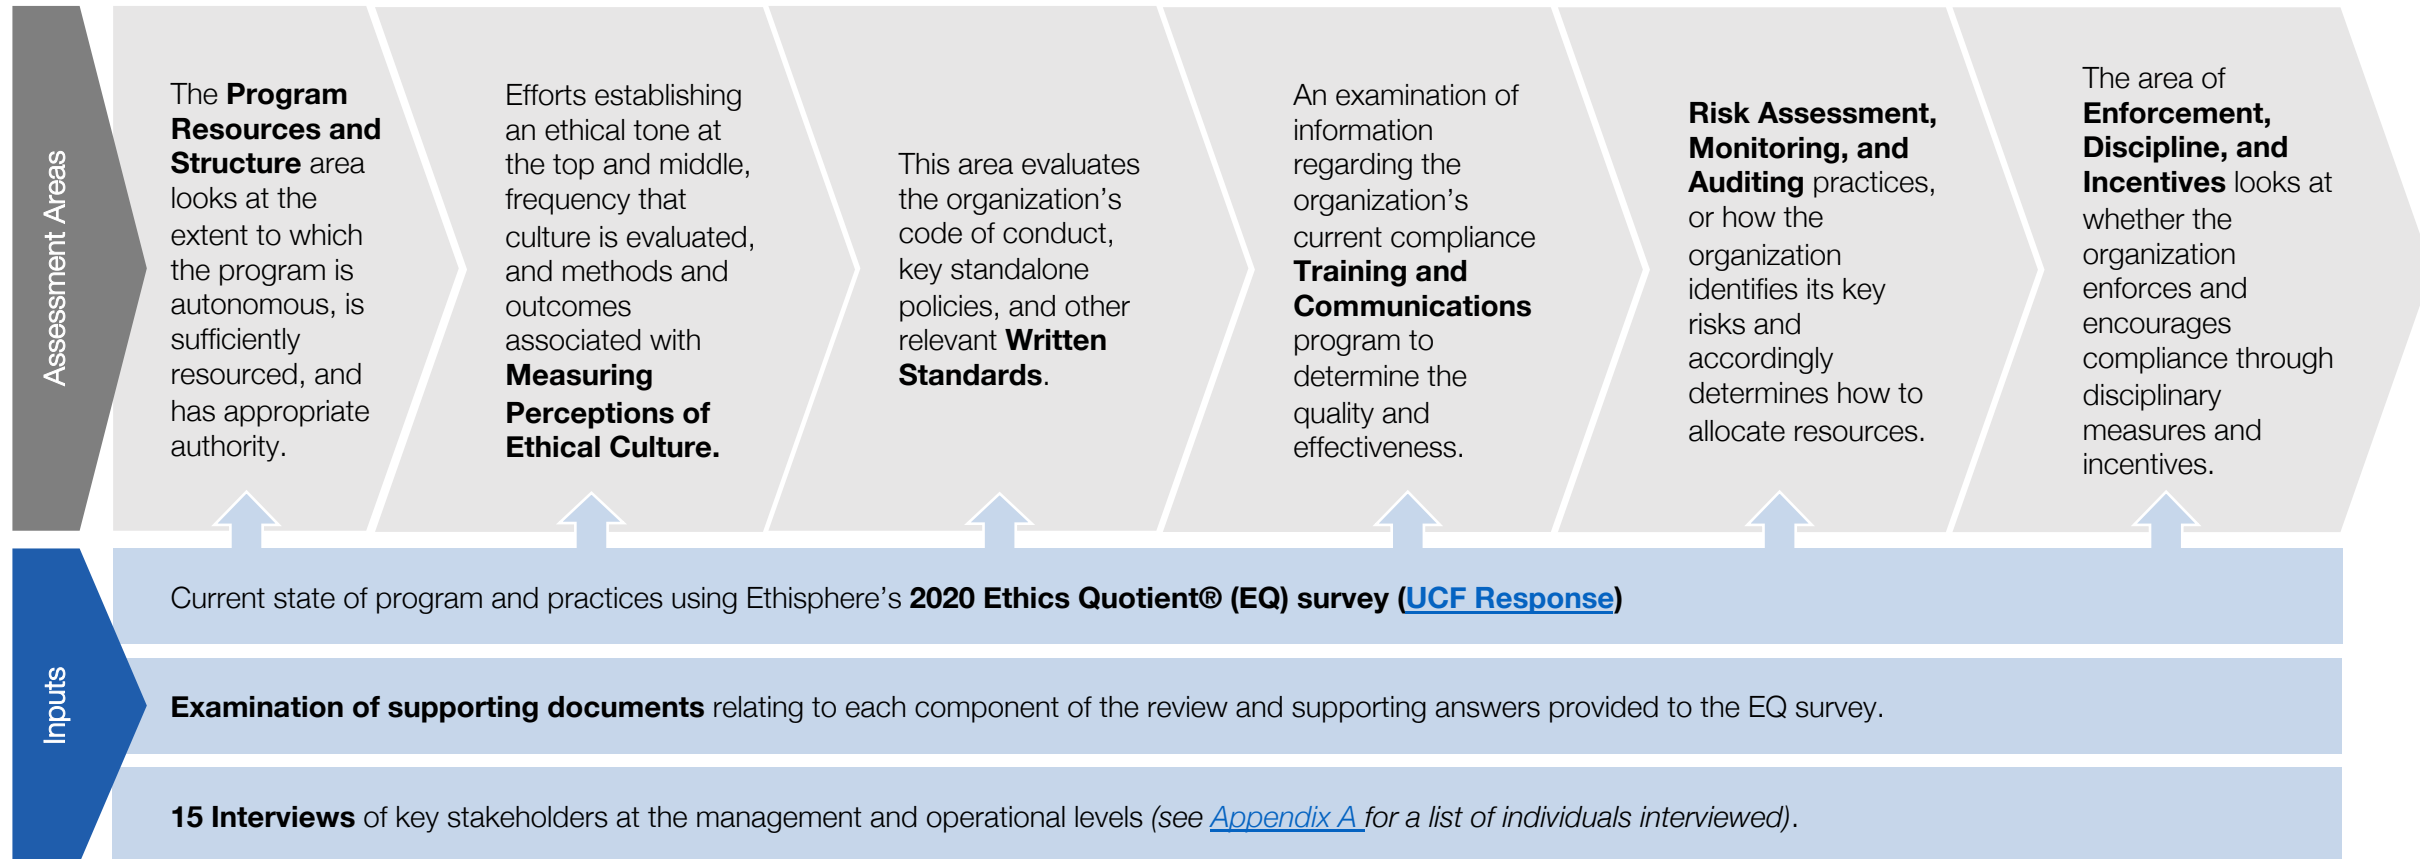 Assessment Areas
The Program
Resources and
Structure area
looks at the
extent to which
the program is
autonomous, is
sufficiently
resourced, and
has appropriate
authority.
Efforts establishing
an ethical tone at
the top and middle,
frequency that
culture is evaluated,
and methods and
outcomes
associated with
Measuring
Perceptions of
Ethical Culture.
This area evaluates
the organization’s
code of conduct,
key standalone
policies, and other
relevant Written
Standards.
An examination of
information
regarding the
organization’s
current compliance
Training and
Communications
program to
determine the
quality and
effectiveness.
Risk Assessment,
Monitoring, and
Auditing practices,
or how the
organization
identifies its key
risks and
accordingly
determines how to
allocate resources.
The area of
Enforcement,
Discipline, and
Incentives looks at
whether the
organization
enforces and
encourages
compliance through
disciplinary
measures and
incentives.
Inputs
Current state of program and practices using Ethisphere’s 2020 Ethics Quotient® (EQ) survey (UCF Response)
Examination of supporting documents relating to each component of the review and supporting answers provided to the EQ survey.
15 Interviews of key stakeholders at the management and operational levels (see Appendix A for a list of individuals interviewed).